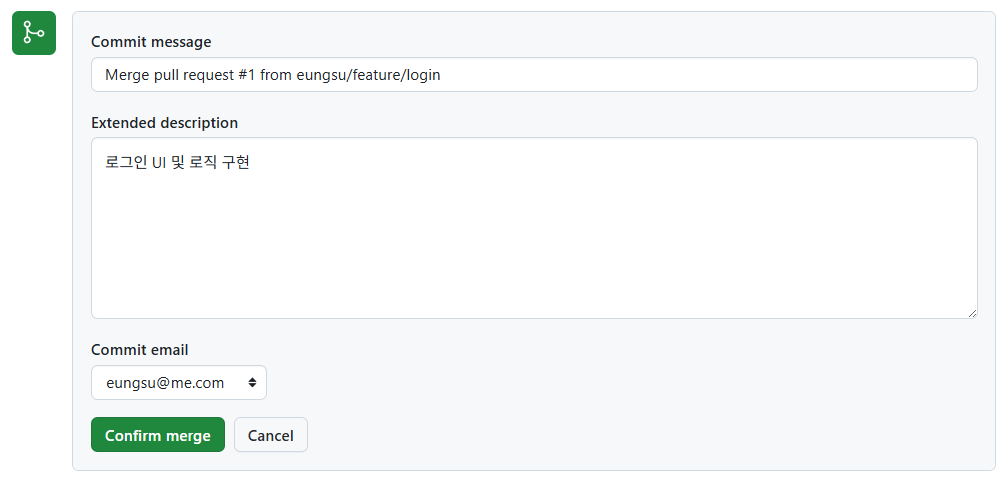 Commit message
Merge pull request #1 from eungsu/feature/login
Extended description
로그인 UI 및 로직 구현
Commit email
eungsu@me.com
Confirm merge
Cancel